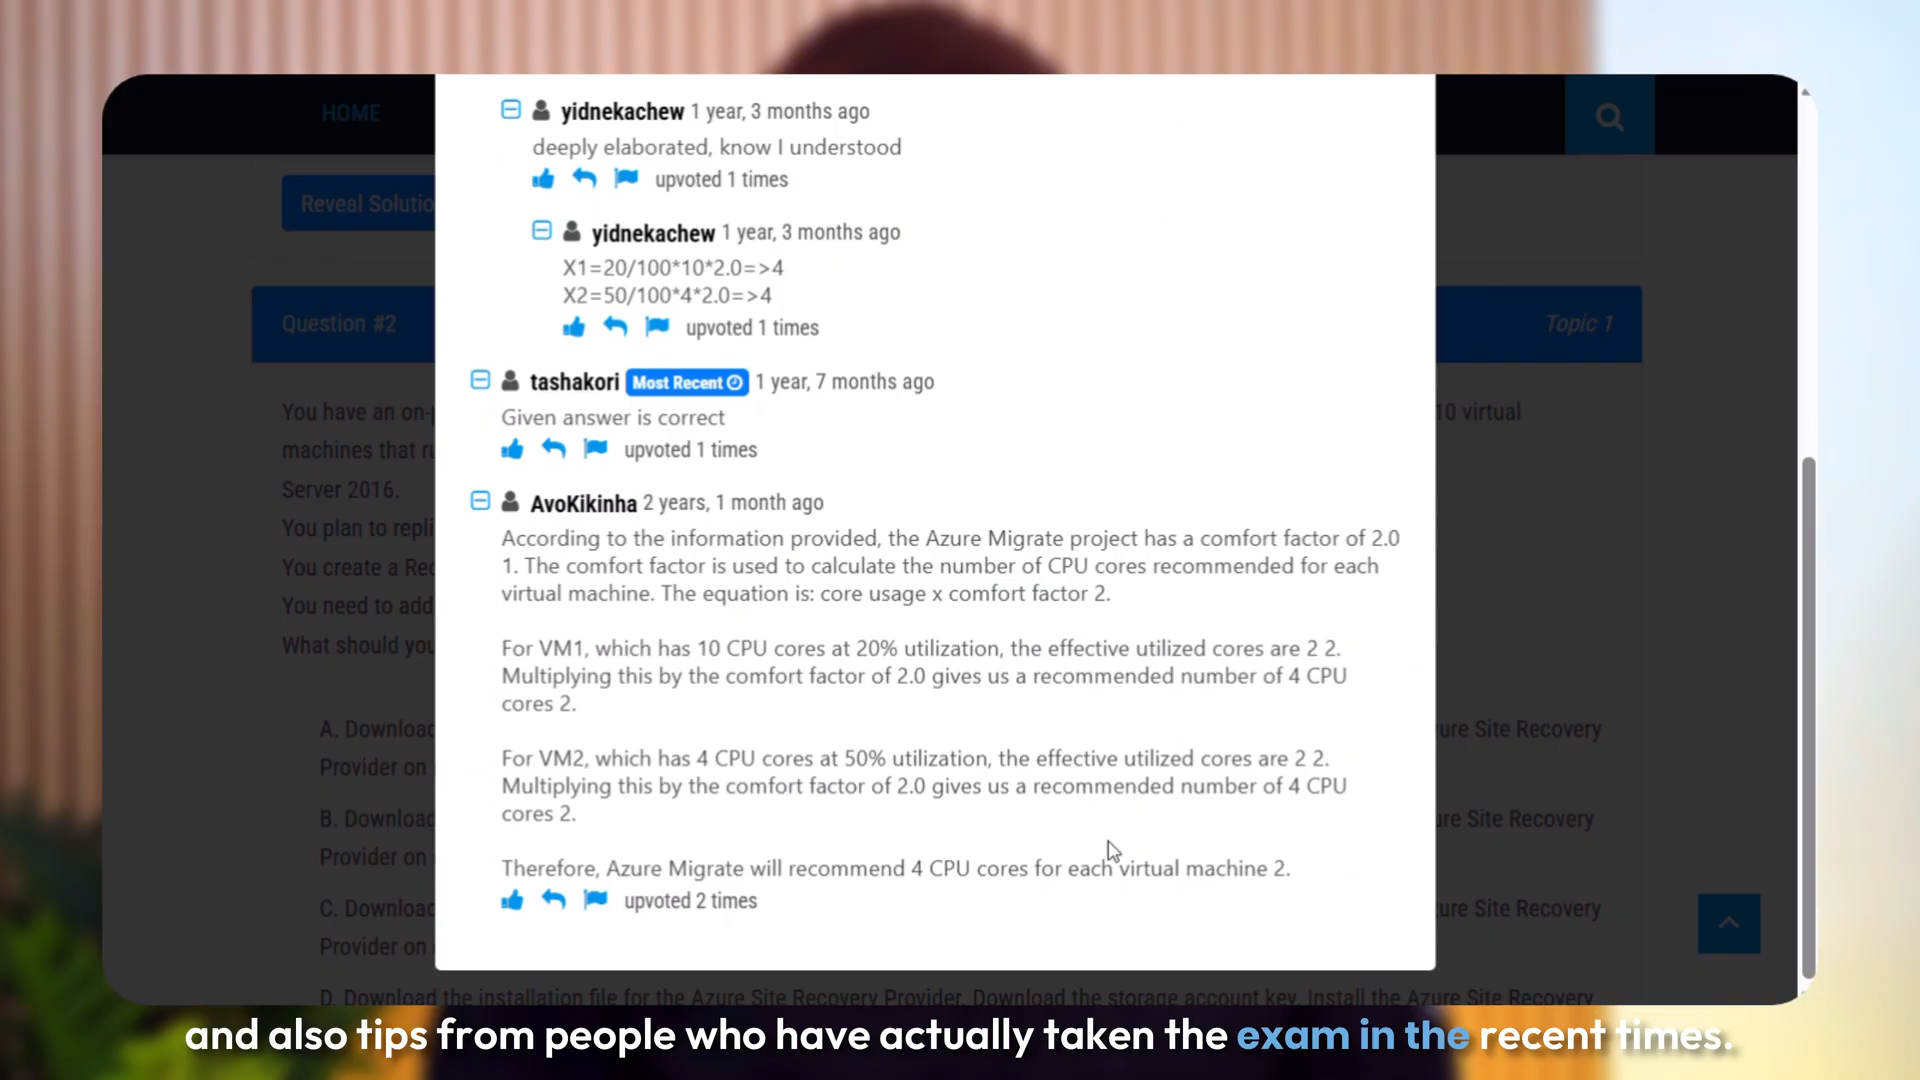 HOME
yidnekachew 1 year, 3 months ago
deeply elaborated, know I understood
upvoted 1 times
Reveal Solutio
yidnekachew 1 year, 3 months ago
X1=20/100*10*2.0=>4
X2=50/100*4*2.0=>4
upvoted 1 times
Question #2
Topic 1
tashakori Most Recent 1 year, 7 months ago
Given answer is correct
upvoted 1 times
You have an on-p
10 virtual
machines that ru
Server 2016.
You plan to repli
You create a Rec
You need to add
What should you
AvoKikinha 2 years, 1 month ago
According to the information provided, the Azure Migrate project has a comfort factor of 2.0
1. The comfort factor is used to calculate the number of CPU cores recommended for each
virtual machine. The equation is: core usage x comfort factor 2.
For VM1, which has 10 CPU cores at 20% utilization, the effective utilized cores are 2 2.
Multiplying this by the comfort factor of 2.0 gives us a recommended number of 4 CPU
cores 2.
For VM2, which has 4 CPU cores at 50% utilization, the effective utilized cores are 2 2.
Multiplying this by the comfort factor of 2.0 gives us a recommended number of 4 CPU
cores 2.
Therefore, Azure Migrate will recommend 4 CPU cores for each virtual machine 2.
upvoted 2 times
A. Download
ure Site Recovery
Provider on
B. Download
ure Site Recovery
Provider on
C. Download
ure Site Recovery
Provider on
D. Download the installation file for the Azure Site Recovery Provider. Download the storage account key. Install the Azure Site Recovery
and also tips from people who have actually taken the exam in the recent times.